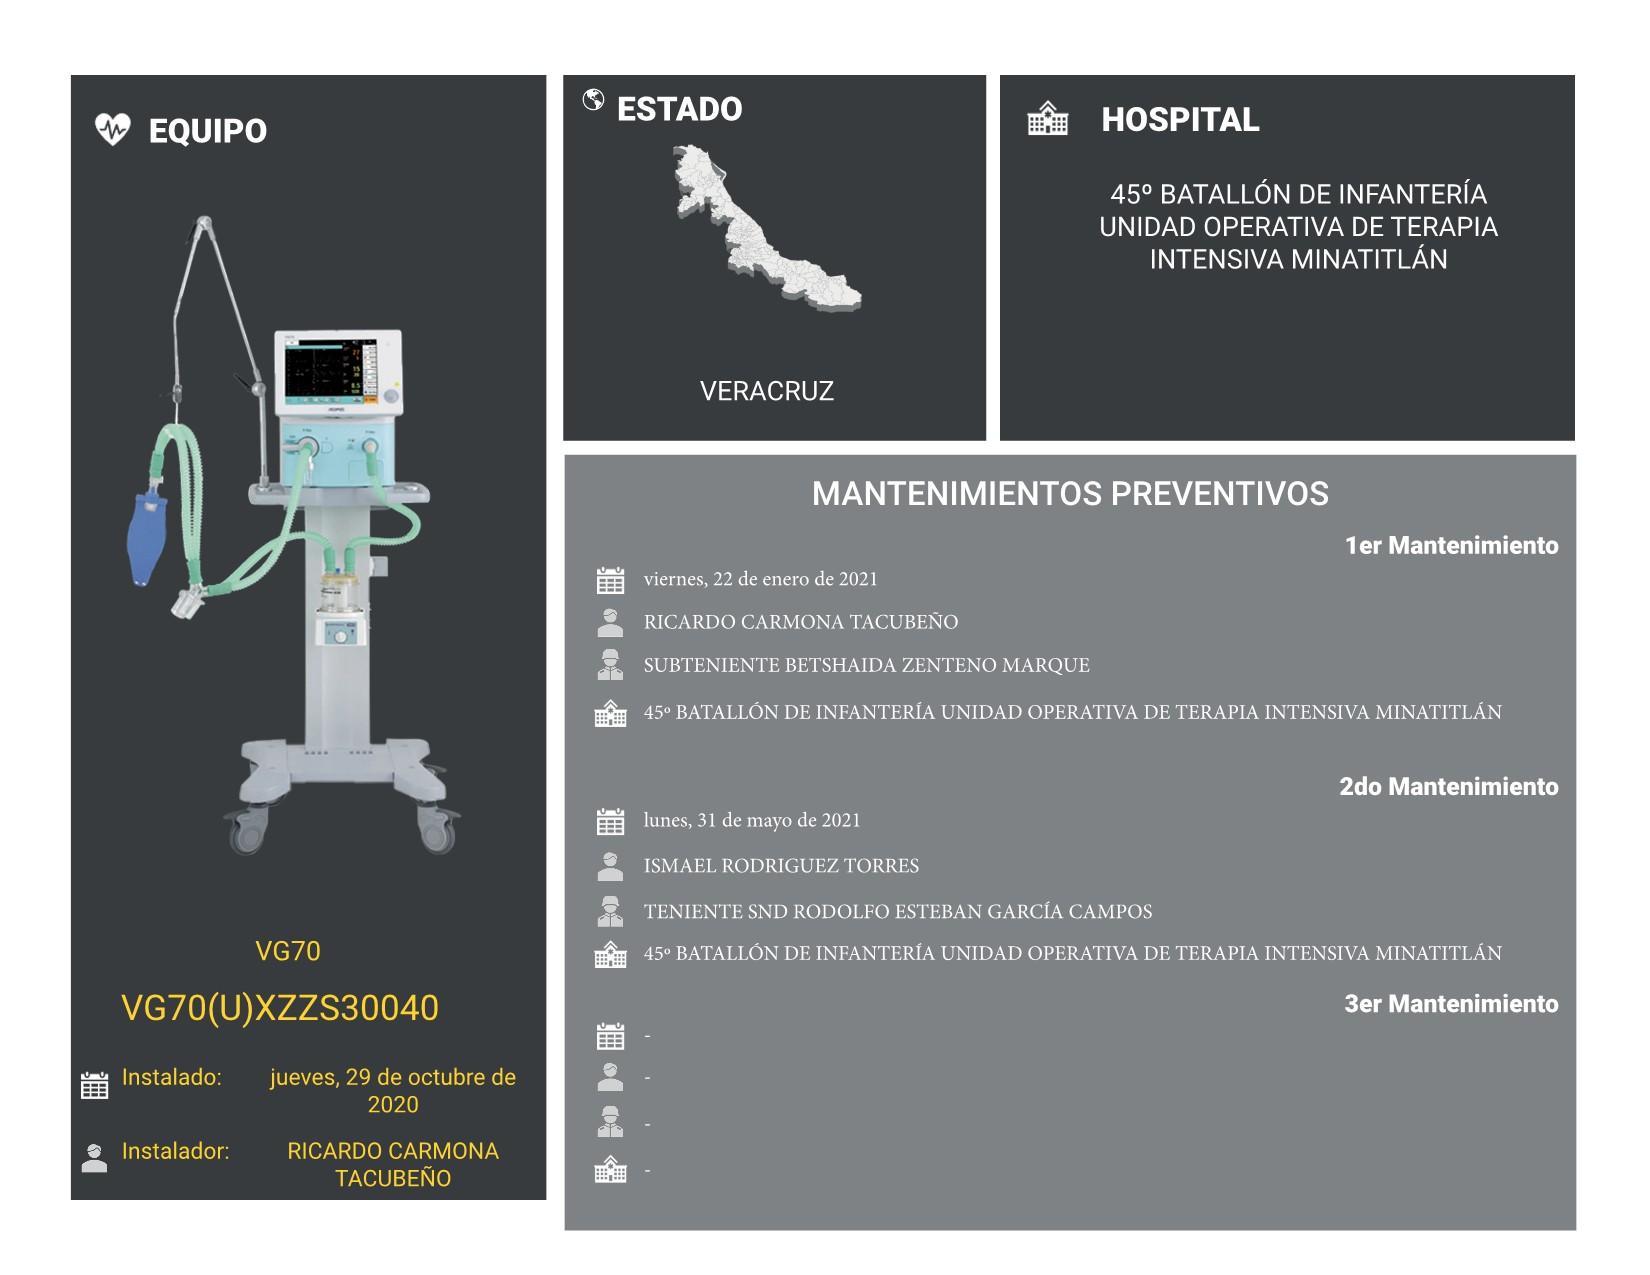 EQUIPO
VG70
VG70(U)XZZS30040
Instalado: jueves, 29 de octubre de
2020
Instalador: RICARDO CARMONA
TACUBEÑO
ESTADO
VERACRUZ
HOSPITAL
45º BATALLÓN DE INFANTERÍA
UNIDAD OPERATIVA DE TERAPIA
INTENSIVA MINATITLÁN
MANTENIMIENTOS PREVENTIVOS
1er Mantenimiento
viernes, 22 de enero de 2021
RICARDO CARMONA TACUBEÑO
SUBTENIENTE BETSHAIDA ZENTENO MARQUE
45º BATALLÓN DE INFANTERÍA UNIDAD OPERATIVA DE TERAPIA INTENSIVA MINATITLÁN
2do Mantenimiento
lunes, 31 de mayo de 2021
ISMAEL RODRIGUEZ TORRES
TENIENTE SND RODOLFO ESTEBAN GARCÍA CAMPOS
45º BATALLÓN DE INFANTERÍA UNIDAD OPERATIVA DE TERAPIA INTENSIVA MINATITLÁN
3er Mantenimiento
-
-
-
-